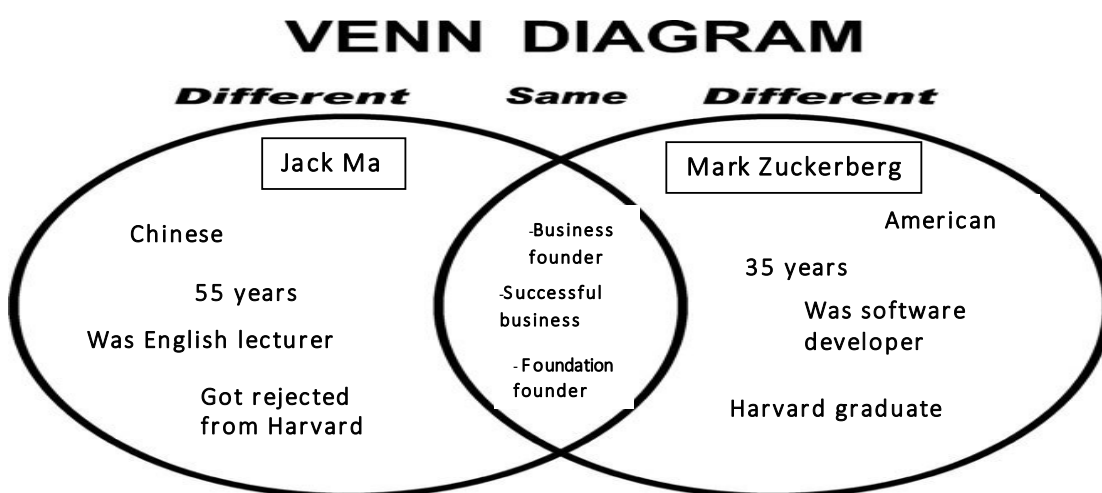 VENN DIAGRAM
Different
Same
Different
Jack Ma
Chinese
55 years
Was English lecturer
Got rejected
from Harvard
-Business
founder
-Successful
business
- Foundation
founder
Mark Zuckerberg
American
35 years
Was software
developer
Harvard graduate